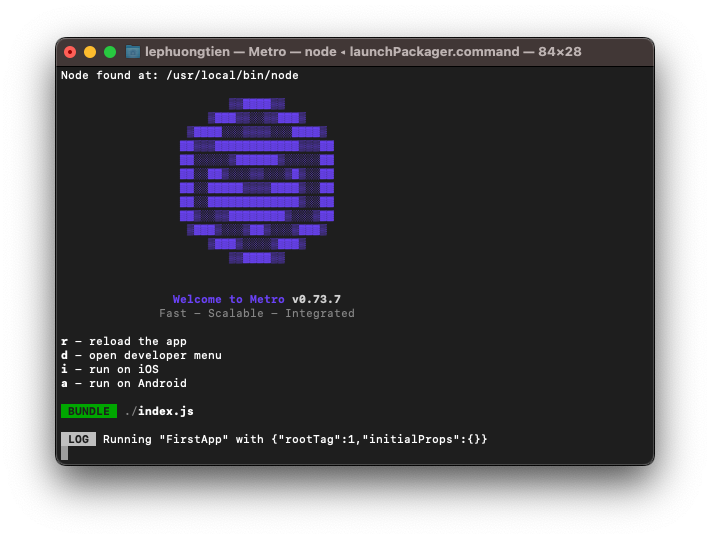 lephuongtien — Metro — node ◂ launchPackager.command — 84×28
Node found at: /usr/local/bin/node
Welcome to Metro v0.73.7
Fast – Scalable – Integrated
r – reload the app
d – open developer menu
i – run on iOS
a – run on Android
BUNDLE ./index.js
LOG Running "FirstApp" with {"rootTag":1,"initialProps":{}}